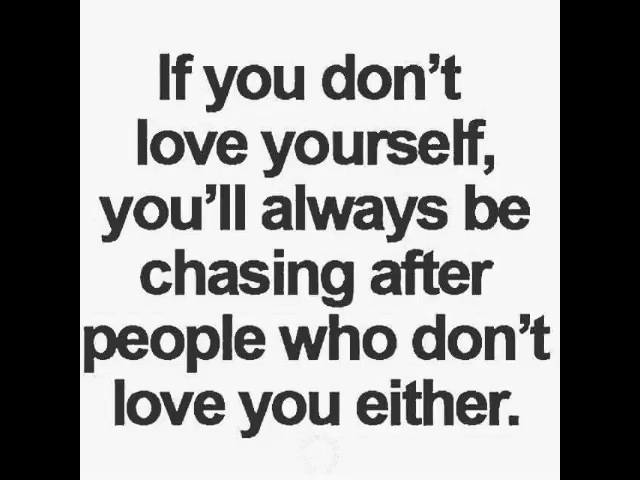 If you don't
love yourself,
you'll always be
chasing after
people who don't
love you either.